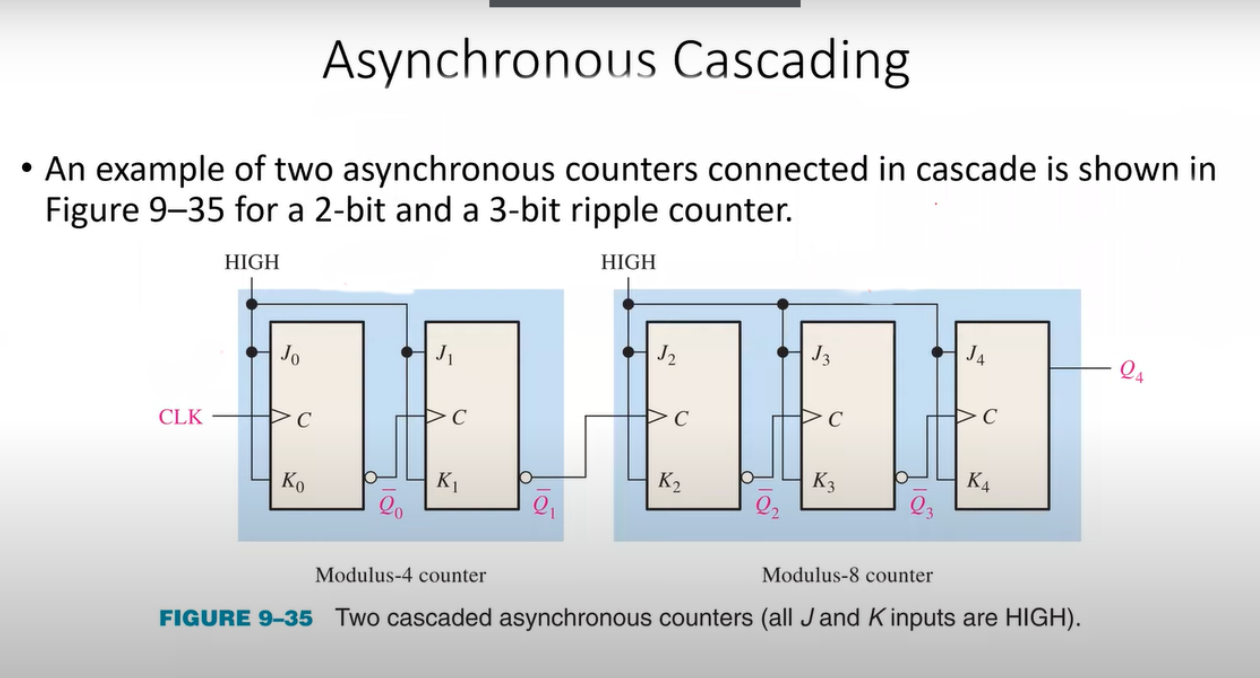 Asynchronous Cascading
• An example of two asynchronous counters connected in cascade is shown in
Figure 9–35 for a 2-bit and a 3-bit ripple counter.
HIGH HIGH
J0 J1 J2 J3 J4
Q4
CLK C C C C C
K0 K1 K2 K3 K4
Q̅0 Q̅1 Q̅2 Q̅3
Modulus-4 counter Modulus-8 counter
FIGURE 9–35 Two cascaded asynchronous counters (all J and K inputs are HIGH).